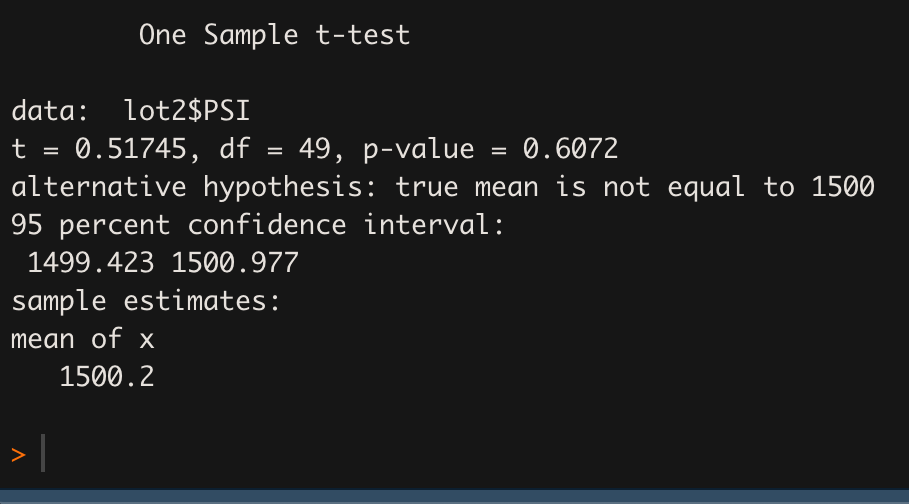 One Sample t-test
data:  lot2$PSI
t = 0.51745, df = 49, p-value = 0.6072
alternative hypothesis: true mean is not equal to 1500
95 percent confidence interval:
 1499.423 1500.977
sample estimates:
mean of x
   1500.2
>